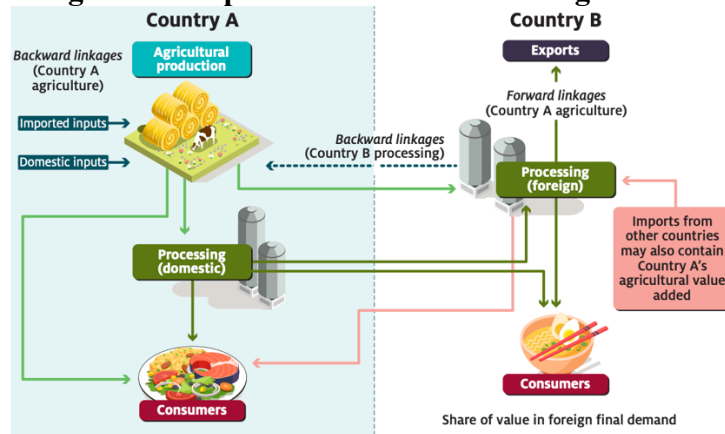 Country A
Country B
Backward linkages
(Country A
agriculture)
Agricultural
production
Imported inputs
Domestic inputs
Exports
Forward linkages
(Country A agriculture)
Backward linkages
(Country B processing)
Processing
(foreign)
Imports from
other countries
may also contain
Country A's
agricultural value
added
Processing
(domestic)
Consumers
Consumers
Share of value in foreign final demand